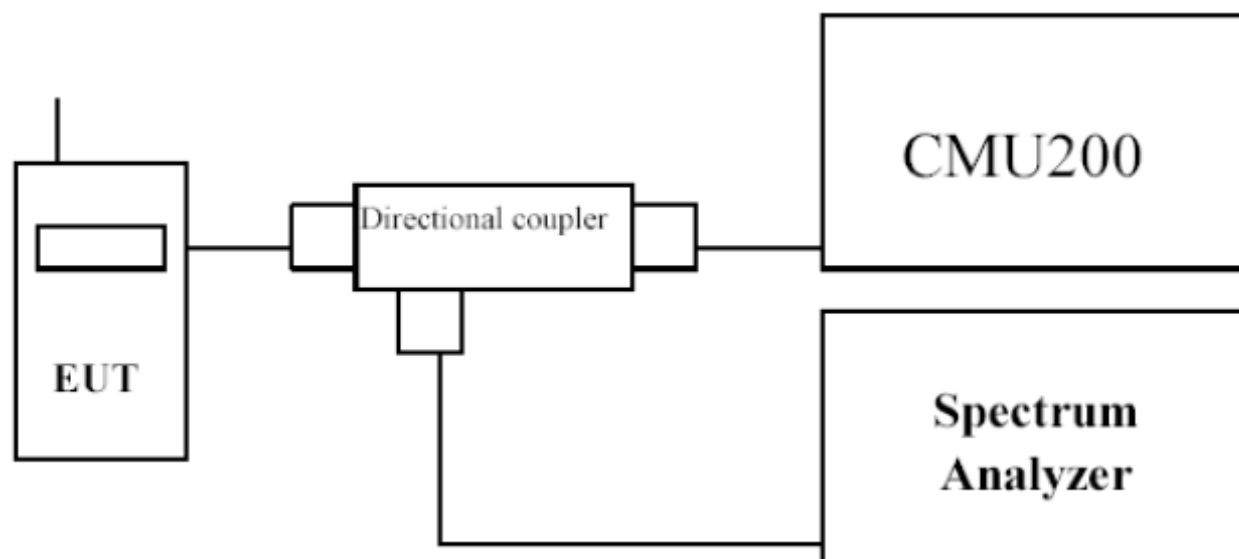 CMU200
Directional coupler
EUT
Spectrum
Analyzer